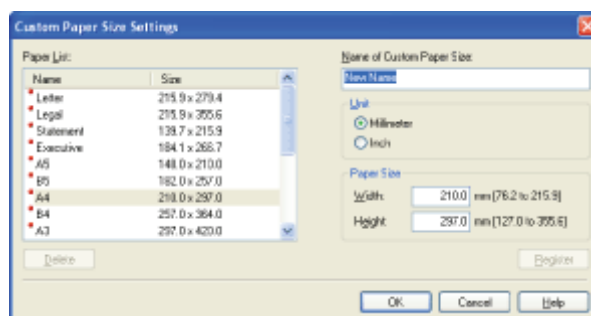 Custom Paper Size Settings
Paper List:
Name Size
Letter 215.9 x 279.4
Legal 215.9 x 355.6
Statement 139.7 x 215.9
Executive 184.1 x 266.7
A5 148.0 x 210.0
B5 182.0 x 257.0
A4 210.0 x 297.0
B4 257.0 x 364.0
A3 297.0 x 420.0
Delete
Name of Custom Paper Size:
New Name
Unit
Millimeter
Inch
Paper Size
Width: 210.0 mm [76.2 to 215.9]
Height: 297.0 mm [127.0 to 355.6]
Register
OK Cancel Help